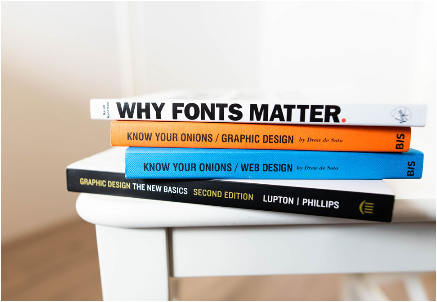 WHY FONTS MATTER.
KNOW YOUR ONIONS / GRAPHIC DESIGN by Drew de Soto BIS
KNOW YOUR ONIONS / WEB DESIGN by Drew de Soto BIS
GRAPHIC DESIGN THE NEW BASICS SECOND EDITION LUPTON | PHILLIPS